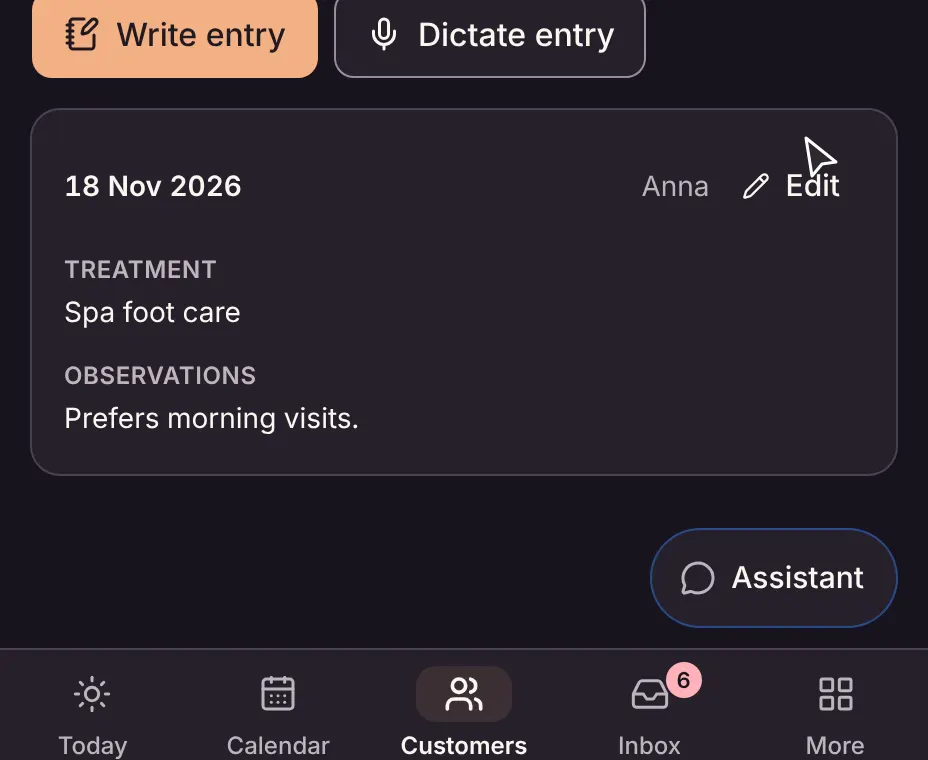 Write entry
Dictate entry
18 Nov 2026
Anna
Edit
TREATMENT
Spa foot care
OBSERVATIONS
Prefers morning visits.
Assistant
6
Today
Calendar
Customers
Inbox
More